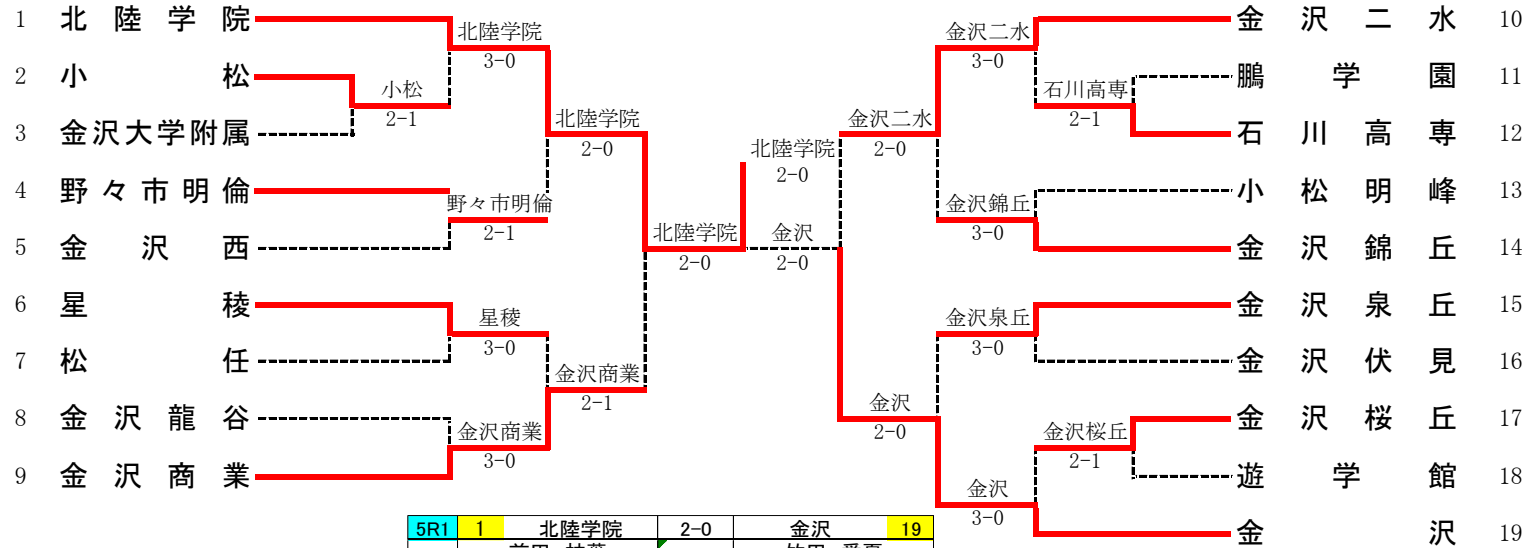 1 北陸学院
2 小松
3 金沢大学附属
4 野々市明倫
5 金沢西
6 星稜
7 松任
8 金沢龍谷
9 金沢商業
北陸学院
3-0
小松
2-1
野々市明倫
2-1
星稜
3-0
金沢商業
3-0
北陸学院
2-0
金沢商業
2-1
北陸学院
2-0
北陸学院
2-0
金沢
2-0
金沢二水
2-0
金沢
2-0
金沢二水
3-0
金沢錦丘
3-0
金沢泉丘
3-0
金沢
3-0
石川高専
2-1
金沢桜丘
2-1
金沢二水 10
鵬学園 11
石川高専 12
小松明峰 13
金沢錦丘 14
金沢泉丘 15
金沢伏見 16
金沢桜丘 17
遊学館 18
金沢 19
5R1 1 北陸学院 2-0 金沢 19